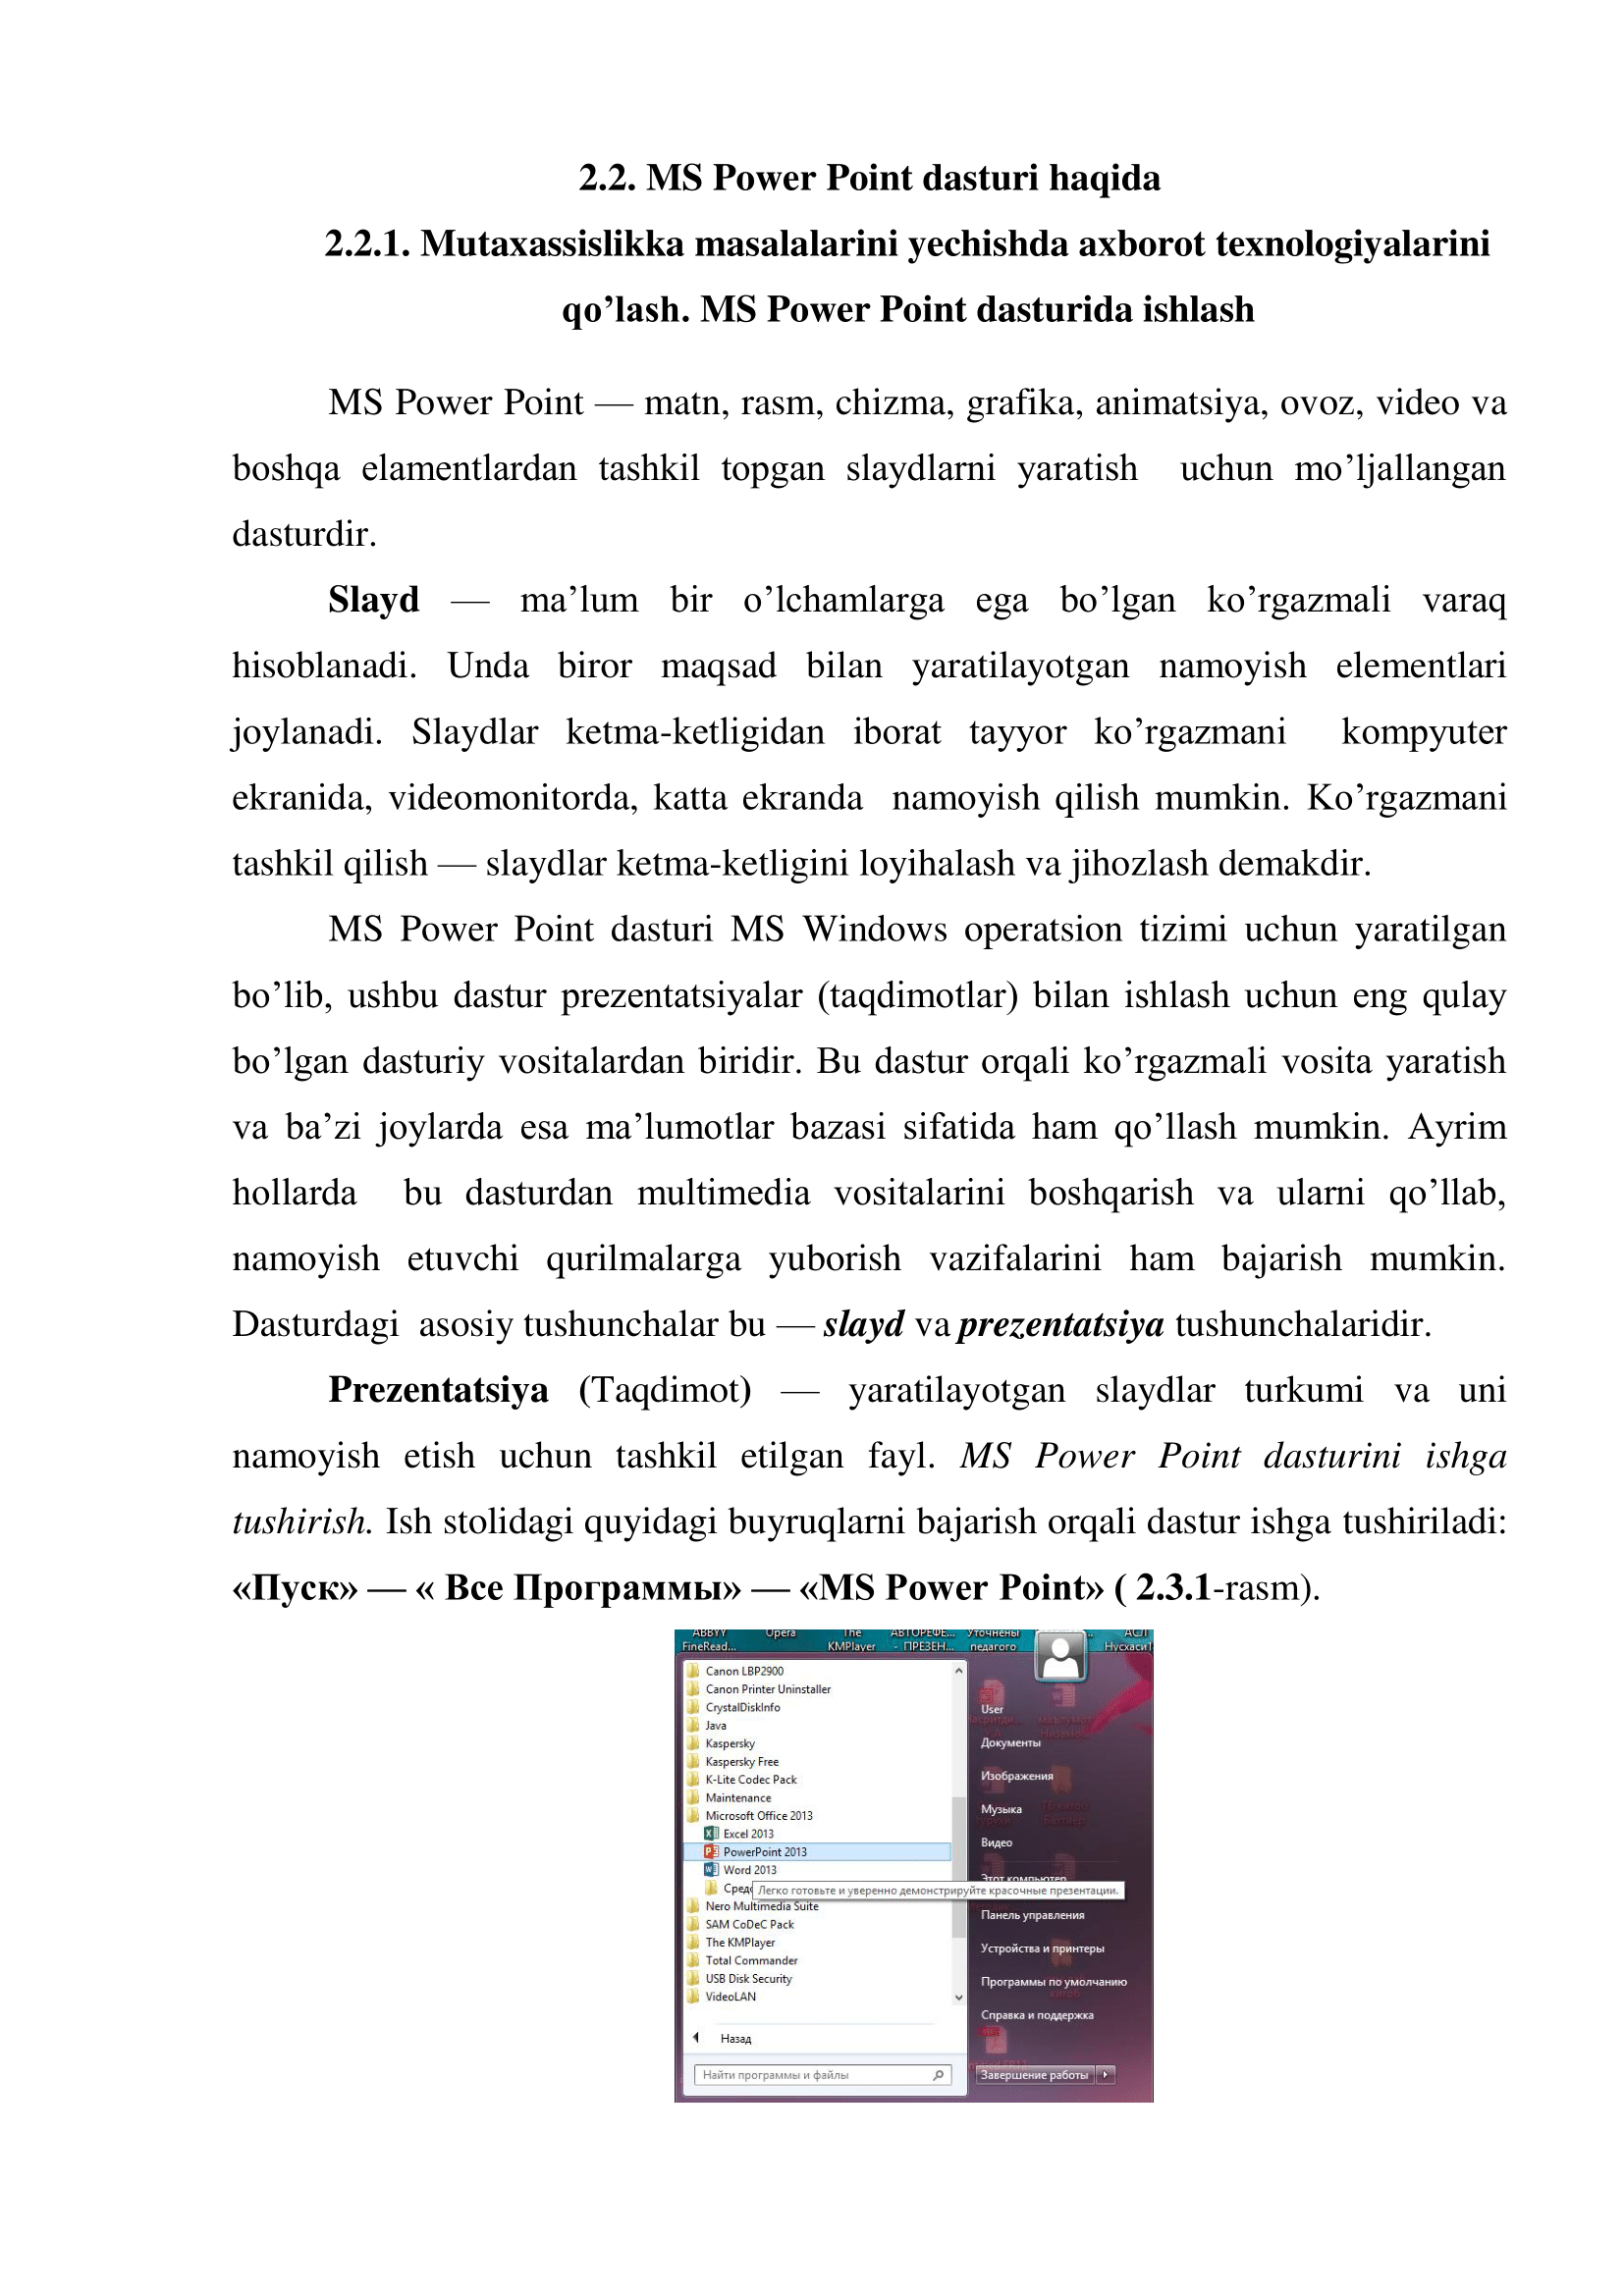 2.2. MS Power Point dasturi haqida
2.2.1. Mutaxassislikka masalalarini yechishda axborot texnologiyalarini
qo’lash. MS Power Point dasturida ishlash
MS Power Point — matn, rasm, chizma, grafika, animatsiya, ovoz, video va
boshqa elamentlardan tashkil topgan slaydlarni yaratish uchun mo’ljallangan
dasturdir.
Slayd — ma’lum bir o’lchamlarga ega bo’lgan ko’rgazmali varaq
hisoblanadi. Unda biror maqsad bilan yaratilayotgan namoyish elementlari
joylanadi. Slaydlar ketma-ketligidan iborat tayyor ko’rgazmani kompyuter
ekranida, videomonitorda, katta ekranda namoyish qilish mumkin. Ko’rgazmani
tashkil qilish — slaydlar ketma-ketligini loyihalash va jihozlash demakdir.
MS Power Point dasturi MS Windows operatsion tizimi uchun yaratilgan
bo’lib, ushbu dastur prezentatsiyalar (taqdimotlar) bilan ishlash uchun eng qulay
bo’lgan dasturiy vositalardan biridir. Bu dastur orqali ko’rgazmali vosita yaratish
va ba’zi joylarda esa ma’lumotlar bazasi sifatida ham qo’llash mumkin. Ayrim
hollarda bu dasturdan multimedia vositalarini boshqarish va ularni qo’llab,
namoyish etuvchi qurilmalarga yuborish vazifalarini ham bajarish mumkin.
Dasturdagi asosiy tushunchalar bu — slayd va prezentatsiya tushunchalaridir.
Prezentatsiya (Taqdimot) — yaratilayotgan slaydlar turkumi va uni
namoyish etish uchun tashkil etilgan fayl. MS Power Point dasturini ishga
tushirish. Ish stolidagi quyidagi buyruqlarni bajarish orqali dastur ishga tushiriladi:
«Пуск» — « Все Программы» — «MS Power Point» ( 2.3.1-rasm).
ABBYY Opera The АВТОРЕФЕ... Уточнены АСЛ
FineRead... KMPlayer - ПРЕЗЕН... педагого Нусхаси1
Canon LBP2900
Canon Printer Uninstaller
CrystalDiskInfo
Java
Kaspersky
Kaspersky Free
K-Lite Codec Pack
Maintenance
Microsoft Office 2013
Excel 2013
PowerPoint 2013
Word 2013
Сред
Легко готовьте и уверенно демонстрируйте красочные презентации.
Nero Multimedia Suite
SAM CoDeC Pack
The KMPlayer
Total Commander
USB Disk Security
VideoLAN
Назад
Найти программы и файлы
User
Документы
Изображения
Музыка
Видео
Этот компьютер
Панель управления
Устройства и принтеры
Программы по умолчанию
Справка и поддержка
Завершение работы